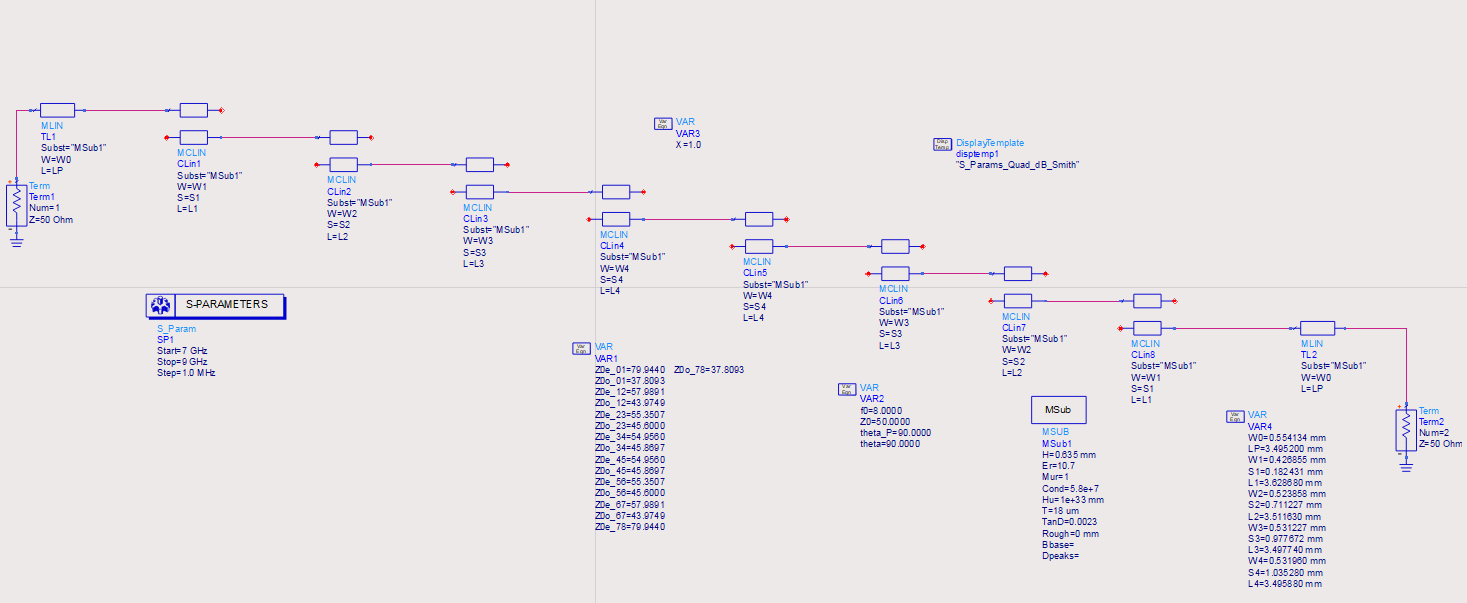 MLIN
TL1
Subst="MSub1"
W=W0
L=LP
Term
Term1
Num=1
Z=50 Ohm
MCLIN
CLin1
Subst="MSub1"
W=W1
S=S1
L=L1
MCLIN
CLin2
Subst="MSub1"
W=W2
S=S2
L=L2
MCLIN
CLin3
Subst="MSub1"
W=W3
S=S3
L=L3
MCLIN
CLin4
Subst="MSub1"
W=W4
S=S4
L=L4
Var
Eqn
VAR
VAR3
X=1.0
MCLIN
CLin5
Subst="MSub1"
W=W4
S=S4
L=L4
Disp
Temp
DisplayTemplate
disptemp1
"S_Params_Quad_dB_Smith"
MCLIN
CLin6
Subst="MSub1"
W=W3
S=S3
L=L3
MCLIN
CLin7
Subst="MSub1"
W=W2
S=S2
L=L2
MCLIN
CLin8
Subst="MSub1"
W=W1
S=S1
L=L1
MLIN
TL2
Subst="MSub1"
W=W0
L=LP
Term
Term2
Num=2
Z=50 Ohm
S-PARAMETERS
S_Param
SP1
Start=7 GHz
Stop=9 GHz
Step=1.0 MHz
Var
Eqn
VAR
VAR1
Z0e_01=79.9440 Z0o_78=37.8093
Z0o_01=37.8093
Z0e_12=57.9891
Z0o_12=43.9749
Z0e_23=55.3507
Z0o_23=45.6000
Z0e_34=54.9560
Z0o_34=45.8697
Z0e_45=54.9560
Z0o_45=45.8697
Z0e_56=55.3507
Z0o_56=45.6000
Z0e_67=57.9891
Z0o_67=43.9749
Z0e_78=79.9440
Var
Eqn
VAR
VAR2
f0=8.0000
Z0=50.0000
theta_P=90.0000
theta=90.0000
MSub
MSUB
MSub1
H=0.635 mm
Er=10.7
Mur=1
Cond=5.8e+7
Hu=1e+33 mm
T=18 um
TanD=0.0023
Rough=0 mm
Bbase=
Dpeaks=
Var
Eqn
VAR
VAR4
W0=0.554134 mm
LP=3.495200 mm
W1=0.426855 mm
S1=0.182431 mm
L1=3.628680 mm
W2=0.523858 mm
S2=0.711227 mm
L2=3.511630 mm
W3=0.531227 mm
S3=0.977672 mm
L3=3.497740 mm
W4=0.531960 mm
S4=1.035280 mm
L4=3.495880 mm